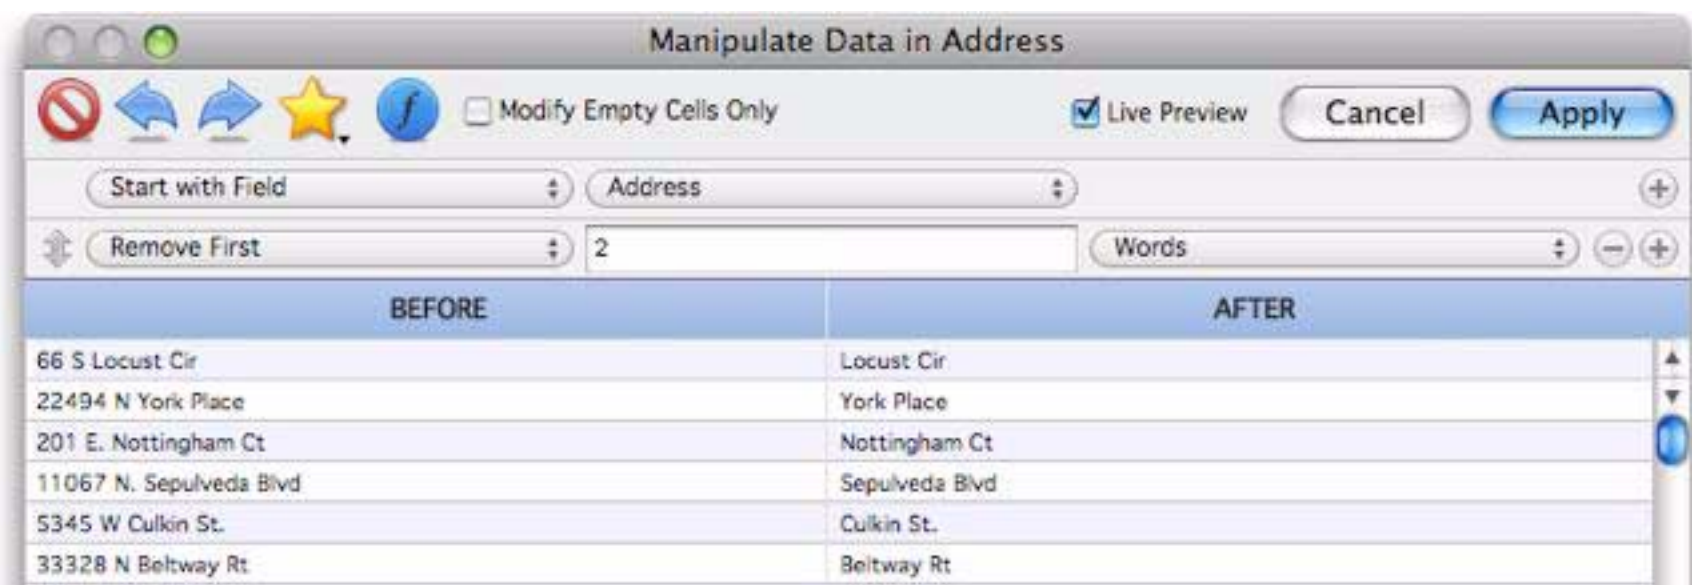 Manipulate Data in Address
f Modify Empty Cells Only Live Preview Cancel Apply
Start with Field Address
Remove First 2 Words
BEFORE AFTER
66 S Locust Cir Locust Cir
22494 N York Place York Place
201 E. Nottingham Ct Nottingham Ct
11067 N. Sepulveda Blvd Sepulveda Blvd
5345 W Culkin St. Culkin St.
33328 N Beltway Rt Beltway Rt